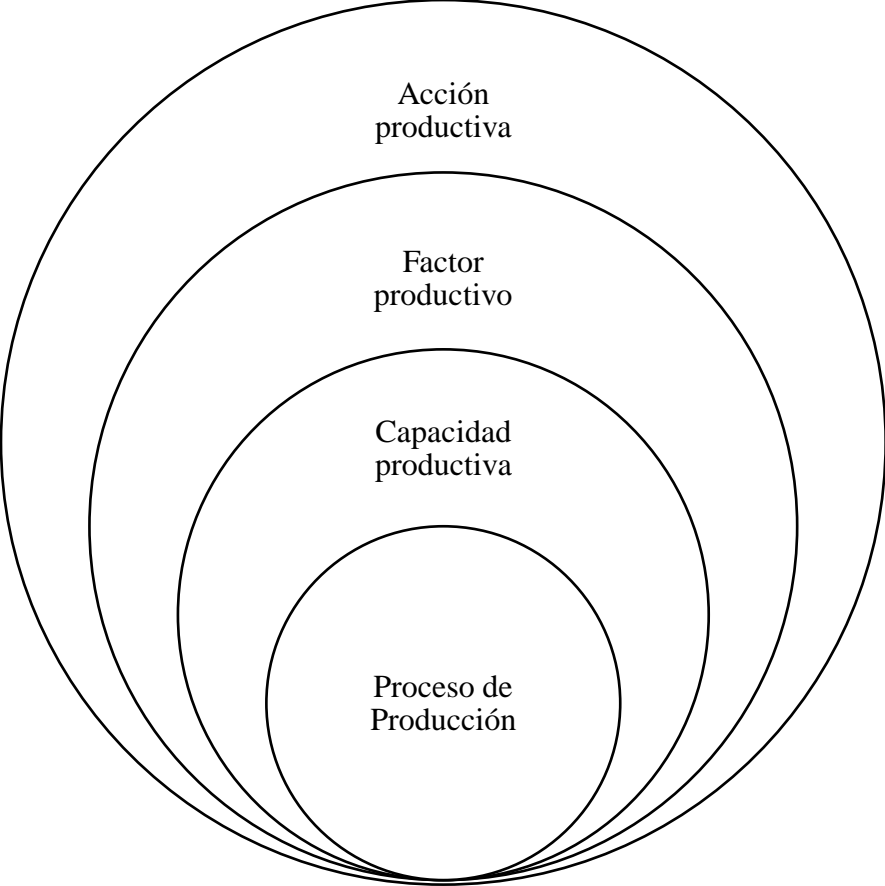 Acción
productiva
Factor
productivo
Capacidad
productiva
Proceso de
Producción